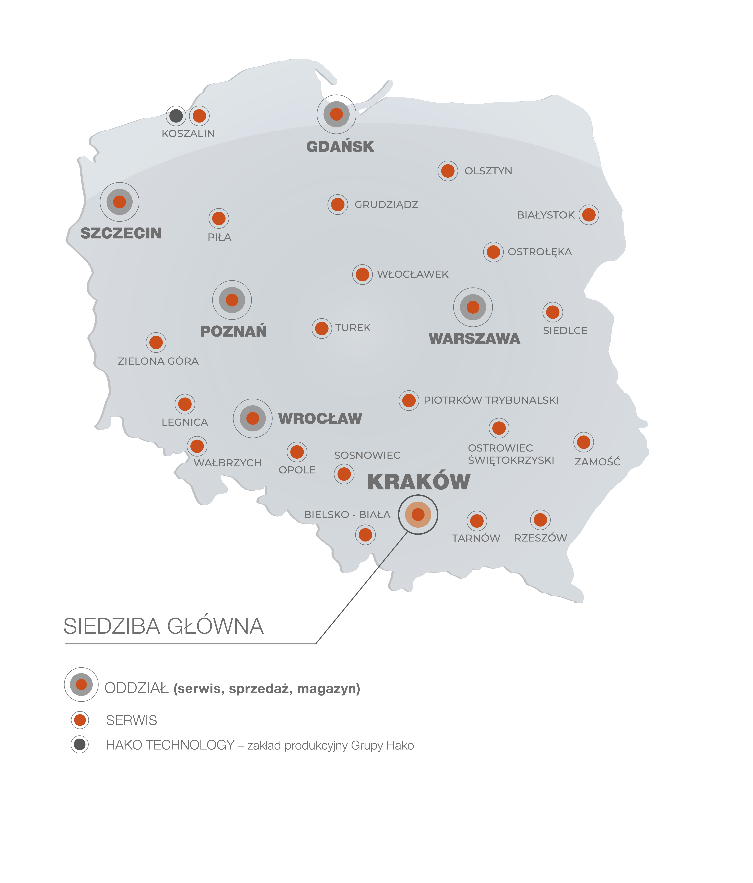 KOSZALIN
GDAŃSK
OLSZTYN
GRUDZIĄDZ
BIAŁYSTOK
SZCZECIN
PIŁA
OSTROŁĘKA
WŁOCŁAWEK
POZNAŃ
TUREK
WARSZAWA
SIEDLCE
ZIELONA GÓRA
PIOTRKÓW TRYBUNALSKI
LEGNICA
WROCŁAW
OSTROWIEC
ŚWIĘTOKRZYSKI
ZAMOŚĆ
WAŁBRZYCH
OPOLE
SOSNOWIEC
KRAKÓW
BIELSKO - BIAŁA
TARNÓW
RZESZÓW
SIEDZIBA GŁÓWNA
ODDZIAŁ (serwis, sprzedaż, magazyn)
SERWIS
HAKO TECHNOLOGY – zakład produkcyjny Grupy Hako